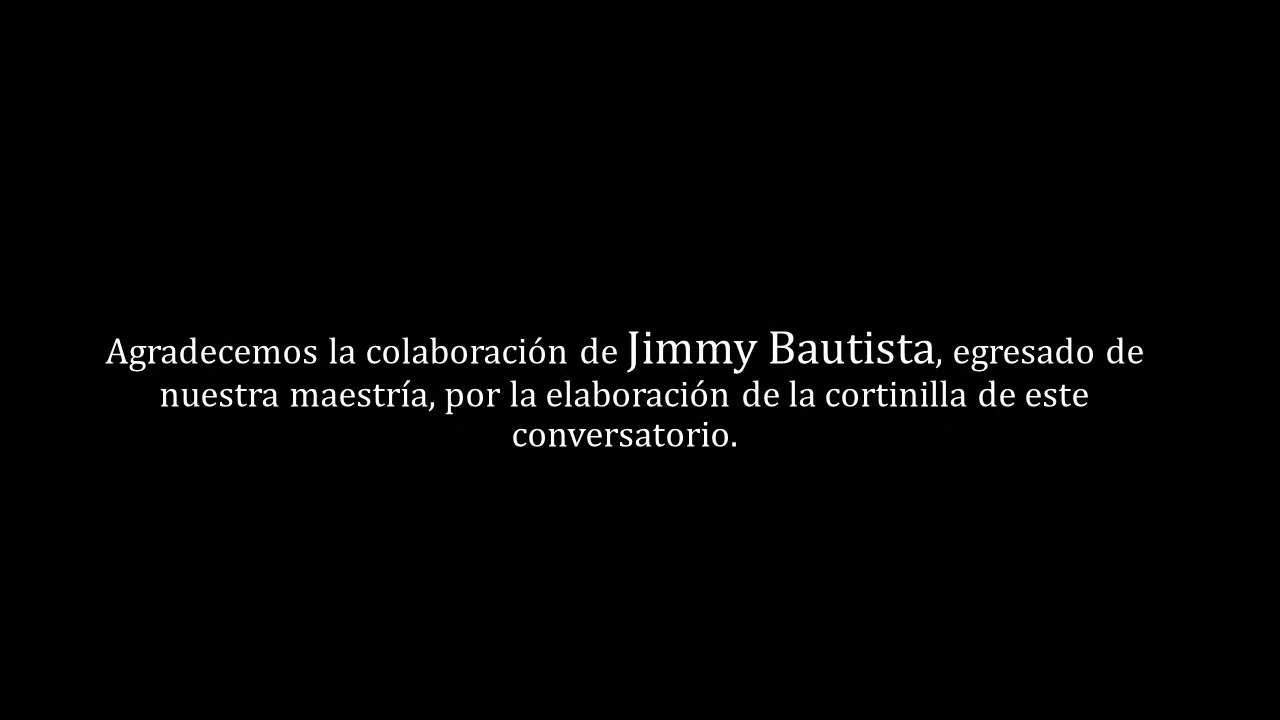 Agradecemos la colaboración de Jimmy Bautista, egresado de
nuestra maestría, por la elaboración de la cortinilla de este
conversatorio.